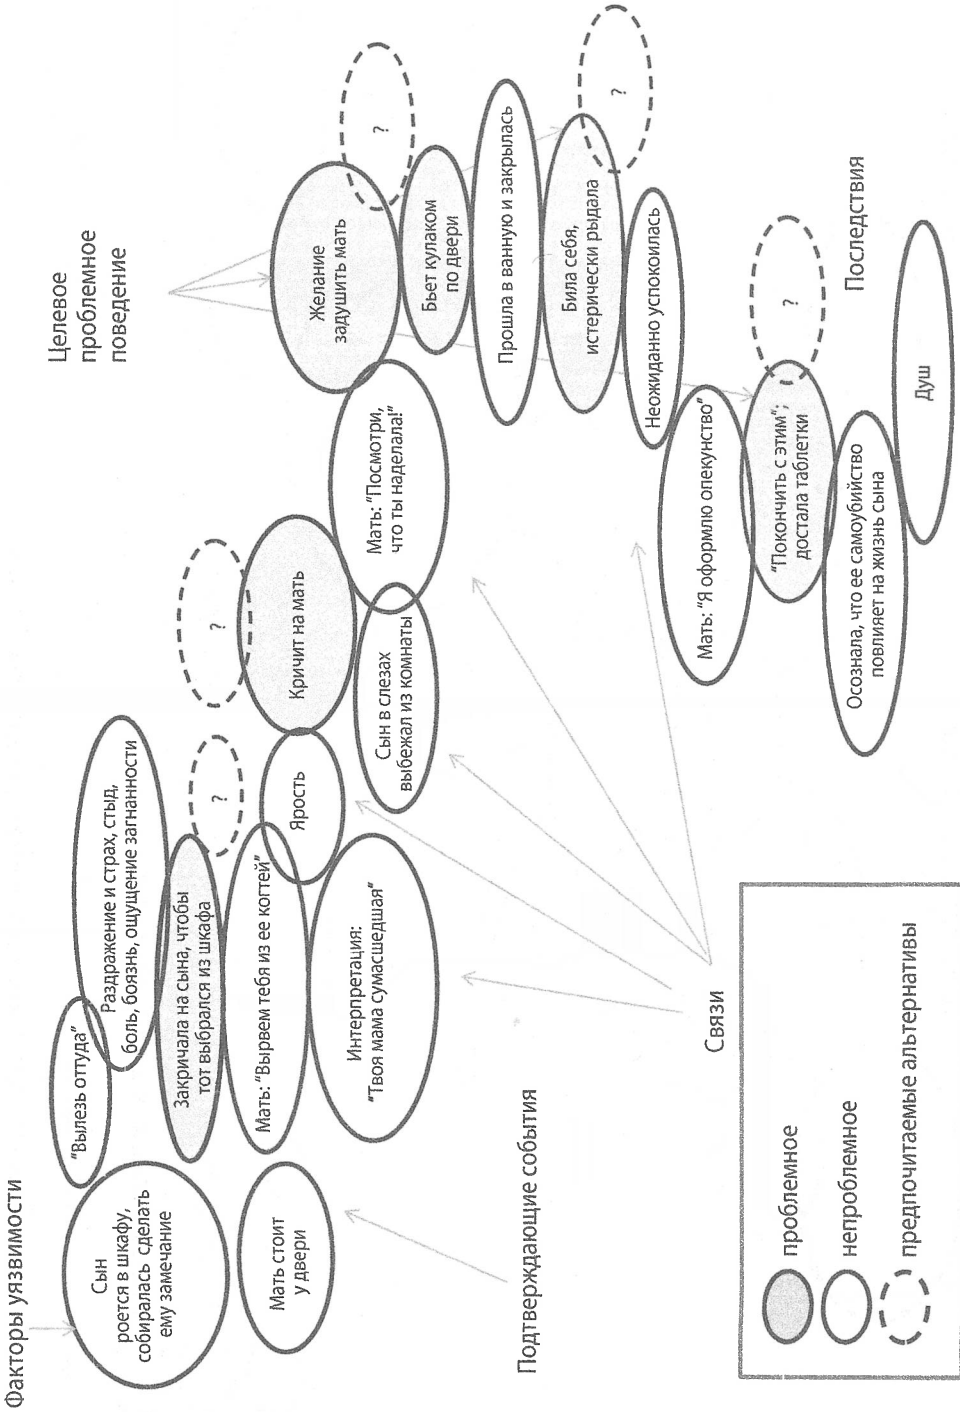 Факторы уязвимости
Сын
роется в шкафу,
собиралась сделать
ему замечание
Мать стоит
у двери
Подтверждающие события
"Вылезь оттуда"
Раздражение и страх, стыд,
боль, боязнь, ощущение загнанности
Закричала на сына, чтобы
тот выбрался из шкафа
?
Мать: "Вырвем тебя из ее когтей"
Интерпретация:
"Твоя мама сумасшедшая"
Ярость
?
Кричит на мать
Сын в слезах
выбежал из комнаты
Мать: "Посмотри,
что ты наделала!"
Связи
Целевое
проблемное
поведение
Желание
задушить мать
?
Бьет кулаком
по двери
Прошла в ванную и закрылась
Била себя,
истерически рыдала
?
Неожиданно успокоилась
Мать: "Я оформлю опекунство"
"Покончить с этим";
достала таблетки
?
Осознала, что ее самоубийство
повлияет на жизнь сына
Душ
Последствия
проблемное
непроблемное
предпочитаемые альтернативы